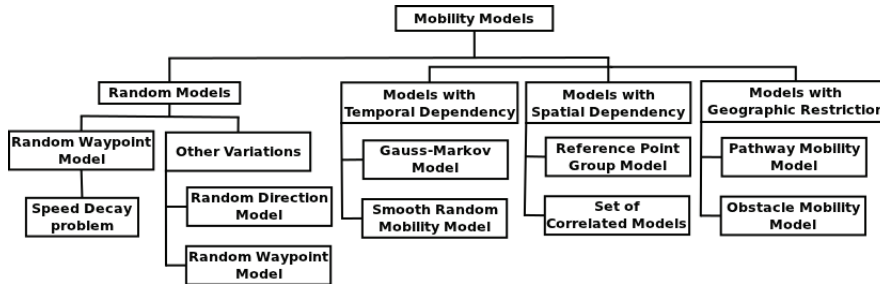 Mobility Models
Random Models
Models with
Temporal Dependency
Models with
Spatial Dependency
Models with
Geographic Restriction
Random Waypoint
Model
Other Variations
Gauss-Markov
Model
Reference Point
Group Model
Pathway Mobility
Model
Speed Decay
problem
Random Direction
Model
Smooth Random
Mobility Model
Set of
Correlated Models
Obstacle Mobility
Model
Random Waypoint
Model